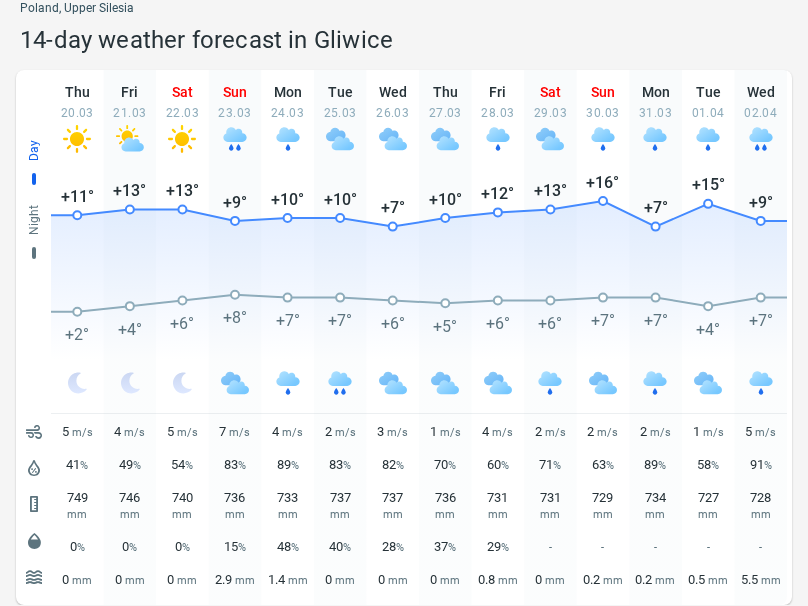 Poland, Upper Silesia
14-day weather forecast in Gliwice
Thu Fri Sat Sun Mon Tue Wed Thu Fri Sat Sun Mon Tue Wed
20.03 21.03 22.03 23.03 24.03 25.03 26.03 27.03 28.03 29.03 30.03 31.03 01.04 02.04
Day
+11° +13° +13° +9° +10° +10° +7° +10° +12° +13° +16° +7° +15° +9°
Night
+2° +4° +6° +8° +7° +7° +6° +5° +6° +6° +7° +7° +4° +7°
5 m/s 4 m/s 5 m/s 7 m/s 4 m/s 2 m/s 3 m/s 1 m/s 4 m/s 2 m/s 2 m/s 2 m/s 1 m/s 5 m/s
41% 49% 54% 83% 89% 83% 82% 70% 60% 71% 63% 89% 58% 91%
749 746 740 736 733 737 737 736 731 731 729 734 727 728
mm mm mm mm mm mm mm mm mm mm mm mm mm mm
0% 0% 0% 15% 48% 40% 28% 37% 29% - - - - -
0 mm 0 mm 0 mm 2.9 mm 1.4 mm 0 mm 0 mm 0 mm 0.8 mm 0 mm 0.2 mm 0.2 mm 0.5 mm 5.5 mm